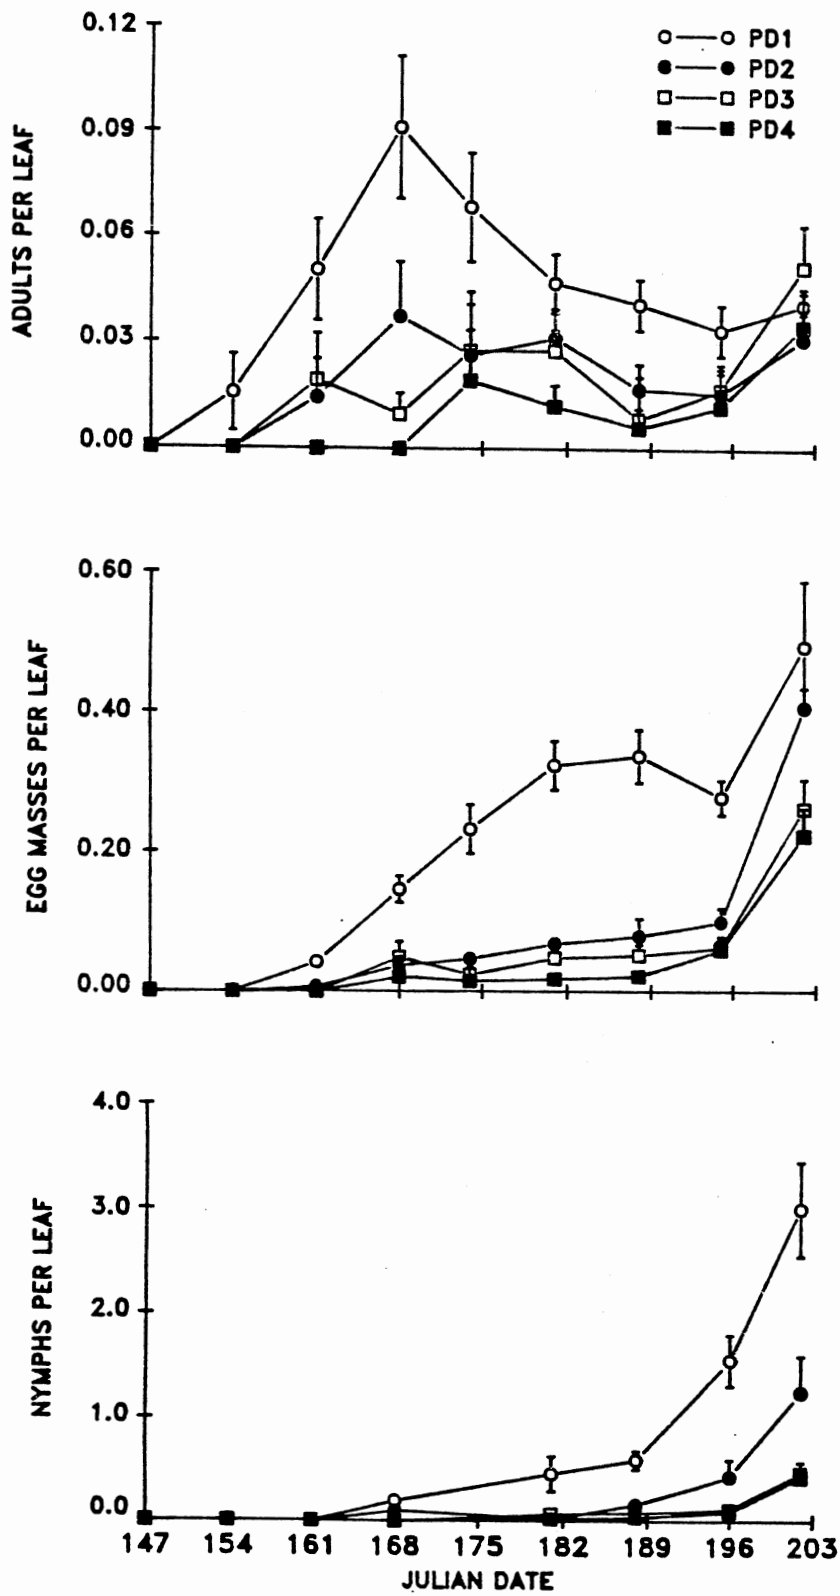 0.12
0.09
0.06
0.03
0.00
ADULTS PER LEAF
PD1
PD2
PD3
PD4
0.60
0.40
0.20
0.00
EGG MASSES PER LEAF
4.0
3.0
2.0
1.0
0.0
NYMPHS PER LEAF
147 154 161 168 175 182 189 196 203
JULIAN DATE